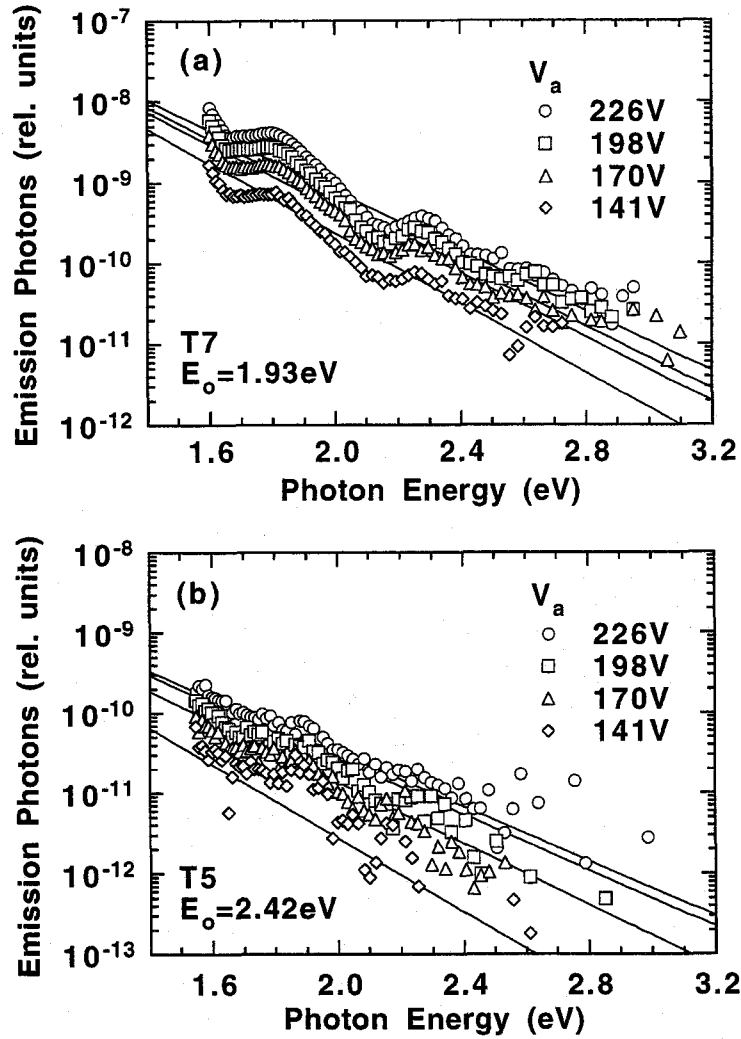 10^-7
(a)
V_a
10^-8
226V
198V
10^-9
170V
141V
10^-10
10^-11
T7
E_o=1.93eV
10^-12
1.6 2.0 2.4 2.8 3.2
Photon Energy (eV)
Emission Photons (rel. units)
10^-8
(b)
V_a
10^-9
226V
198V
10^-10
170V
141V
10^-11
10^-12
T5
E_o=2.42eV
10^-13
1.6 2.0 2.4 2.8 3.2
Photon Energy (eV)
Emission Photons (rel. units)